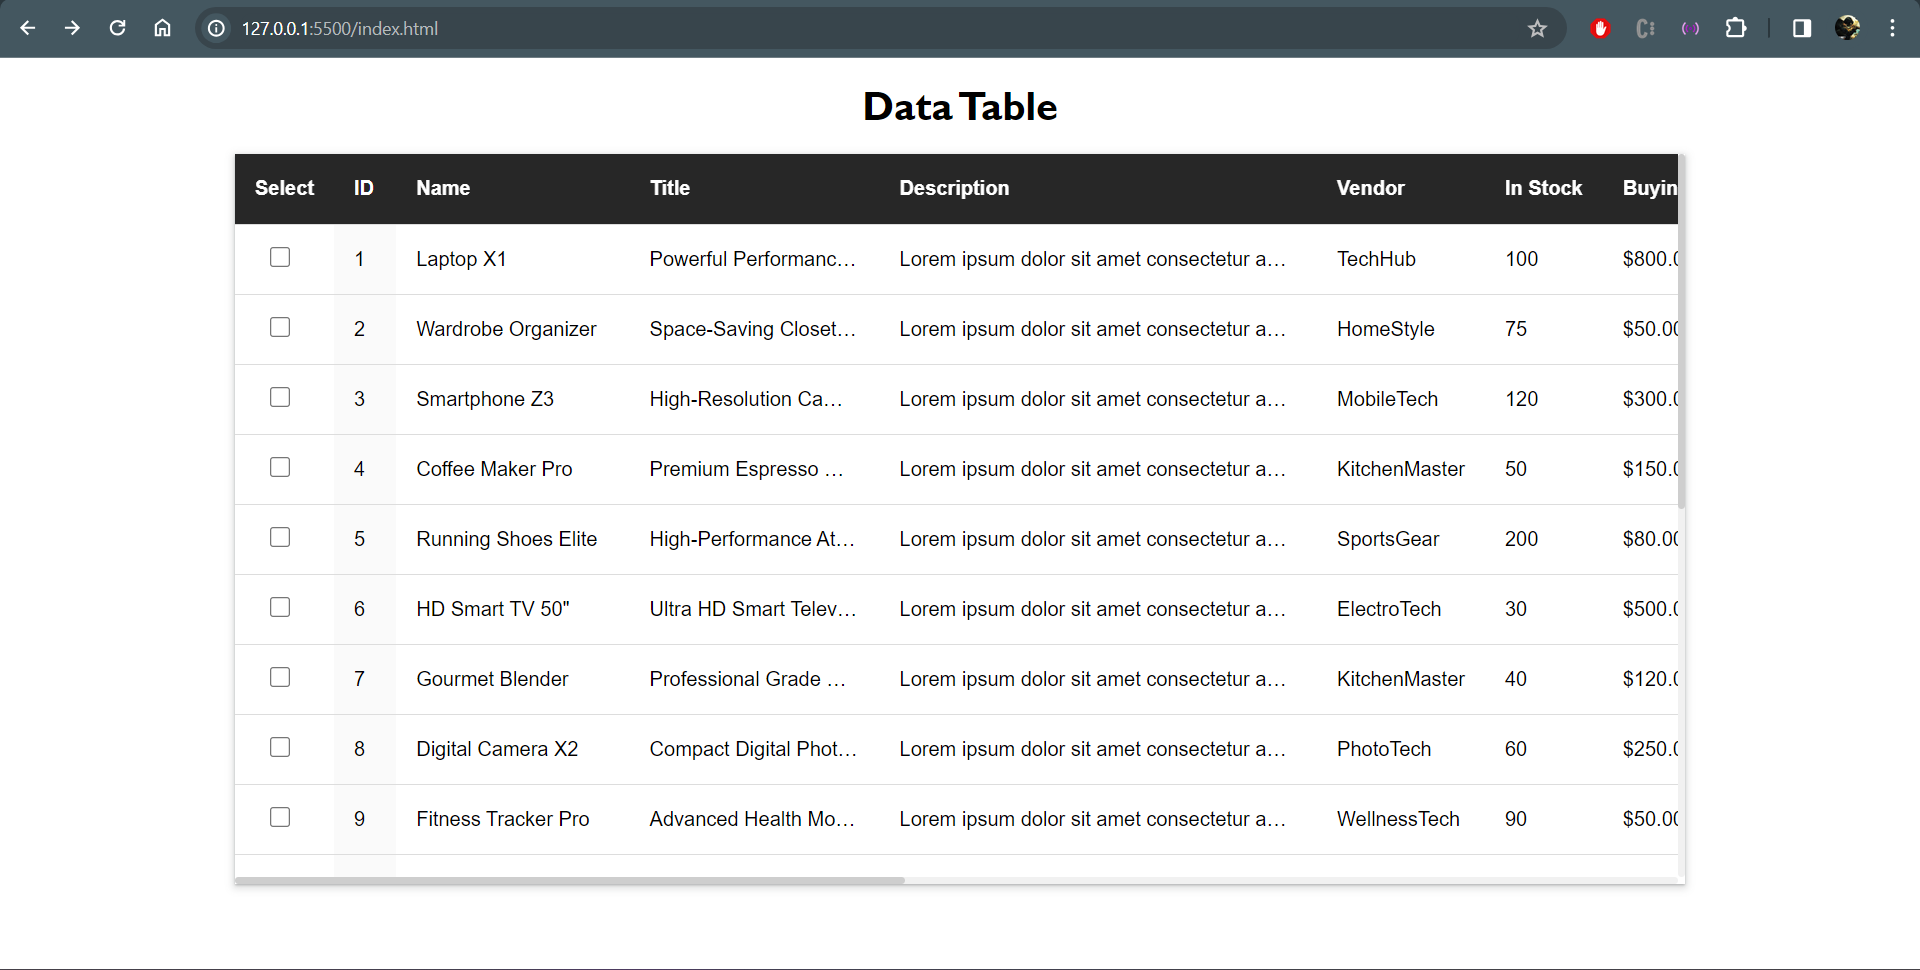 127.0.0.1:5500/index.html
Data Table
Select ID Name Title Description Vendor In Stock Buyin
1 Laptop X1 Powerful Performanc… Lorem ipsum dolor sit amet consectetur a… TechHub 100 $800.0
2 Wardrobe Organizer Space-Saving Closet… Lorem ipsum dolor sit amet consectetur a… HomeStyle 75 $50.00
3 Smartphone Z3 High-Resolution Ca… Lorem ipsum dolor sit amet consectetur a… MobileTech 120 $300.0
4 Coffee Maker Pro Premium Espresso … Lorem ipsum dolor sit amet consectetur a… KitchenMaster 50 $150.0
5 Running Shoes Elite High-Performance At… Lorem ipsum dolor sit amet consectetur a… SportsGear 200 $80.00
6 HD Smart TV 50" Ultra HD Smart Telev… Lorem ipsum dolor sit amet consectetur a… ElectroTech 30 $500.0
7 Gourmet Blender Professional Grade … Lorem ipsum dolor sit amet consectetur a… KitchenMaster 40 $120.0
8 Digital Camera X2 Compact Digital Phot… Lorem ipsum dolor sit amet consectetur a… PhotoTech 60 $250.0
9 Fitness Tracker Pro Advanced Health Mo… Lorem ipsum dolor sit amet consectetur a… WellnessTech 90 $50.00